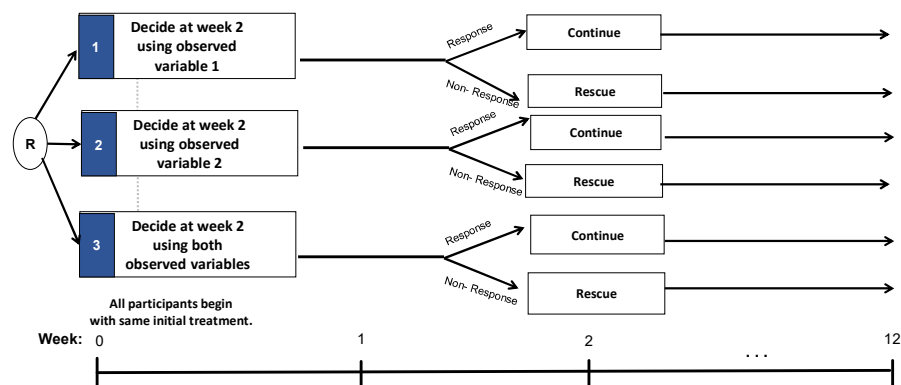 1
Decide at week 2
using observed
variable 1
Response
Continue
Non- Response
Rescue
R
2
Decide at week 2
using observed
variable 2
Response
Continue
Non- Response
Rescue
3
Decide at week 2
using both
observed variables
Response
Continue
Non- Response
Rescue
All participants begin
with same initial treatment.
Week: 0 1 2 ... 12